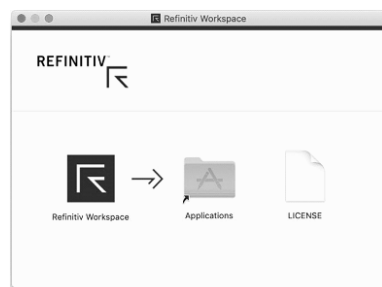 Refinitiv Workspace
REFINITIV
Refinitiv Workspace
Applications
LICENSE